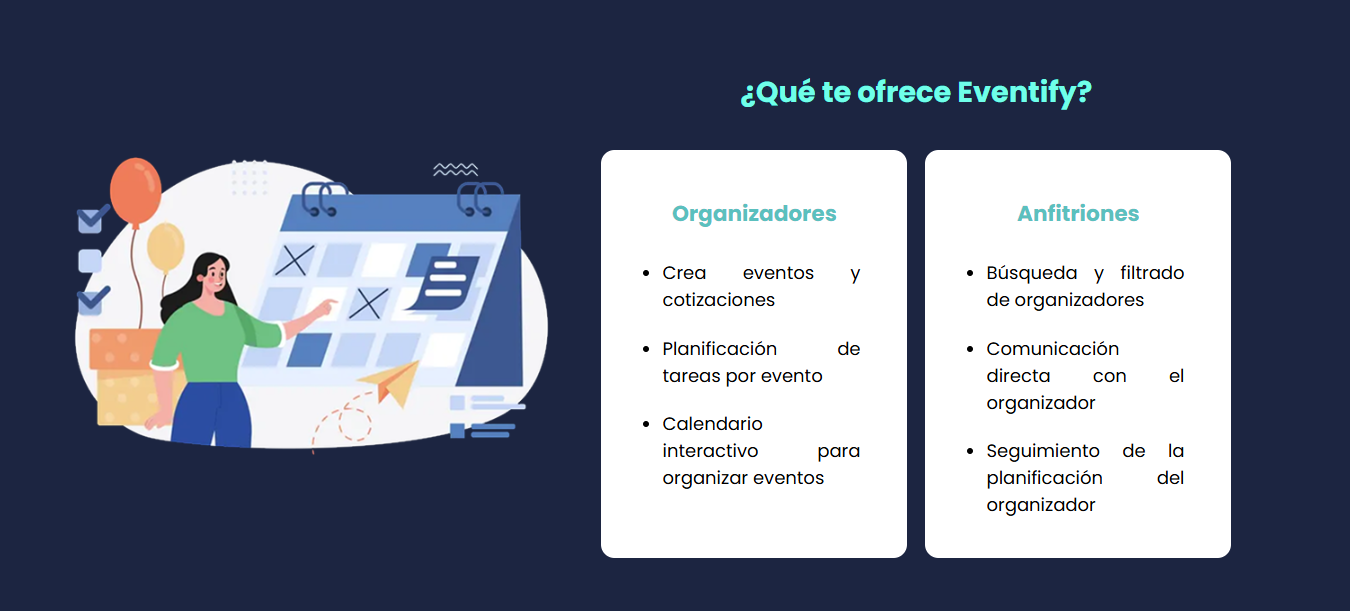 ¿Qué te ofrece Eventify?
Organizadores
• Crea eventos y
cotizaciones
• Planificación de
tareas por evento
• Calendario
interactivo para
organizar eventos
Anfitriones
• Búsqueda y filtrado
de organizadores
• Comunicación
directa con el
organizador
• Seguimiento de la
planificación del
organizador